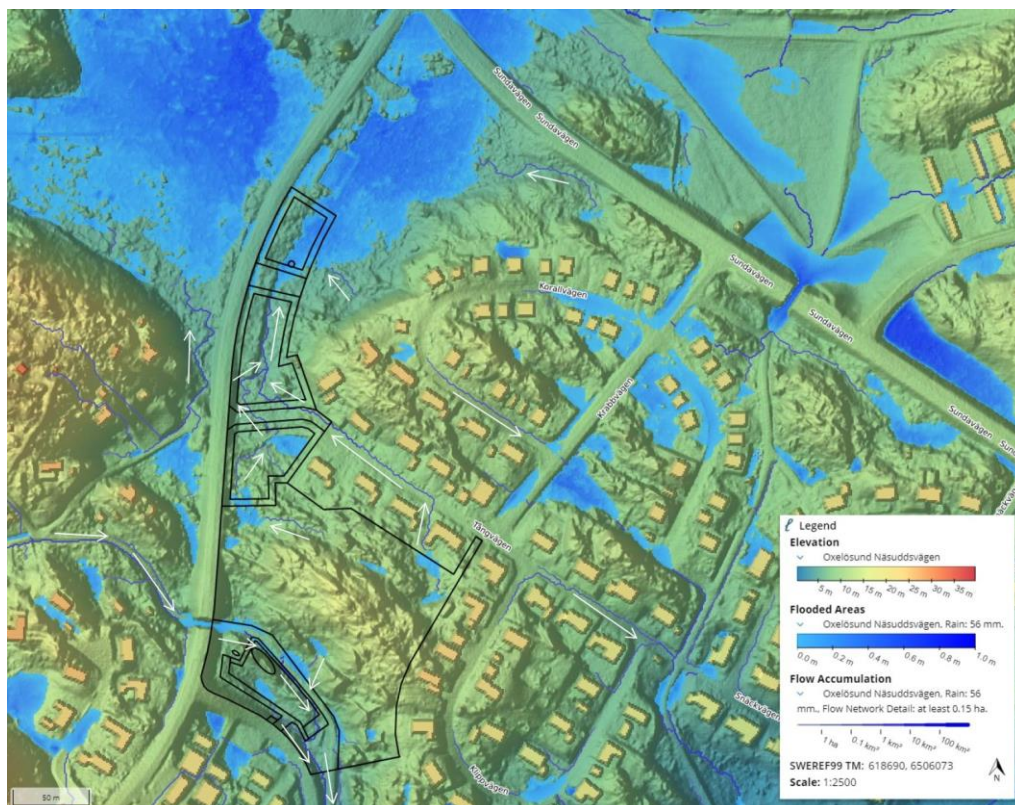 Sundavägen
Sundavägen
Sundavägen
Sundavägen
Korallvägen
Krabbvägen
Tångvägen
Sundavägen
Snäckvägen
Klippvägen
Legend
Elevation
Oxelösund Näsuddsvägen
5 m 10 m 15 m 20 m 25 m 30 m 35 m
Flooded Areas
Oxelösund Näsuddsvägen. Rain: 56 mm.
0.0 m 0.2 m 0.4 m 0.6 m 0.8 m 1.0 m
Flow Accumulation
Oxelösund Näsuddsvägen. Rain: 56
mm., Flow Network Detail: at least 0.15 ha.
1 ha 0.1 km² 1 km² 10 km² 100 km²
SWEREF99 TM: 618690, 6506073
Scale: 1:2500
N
50 m